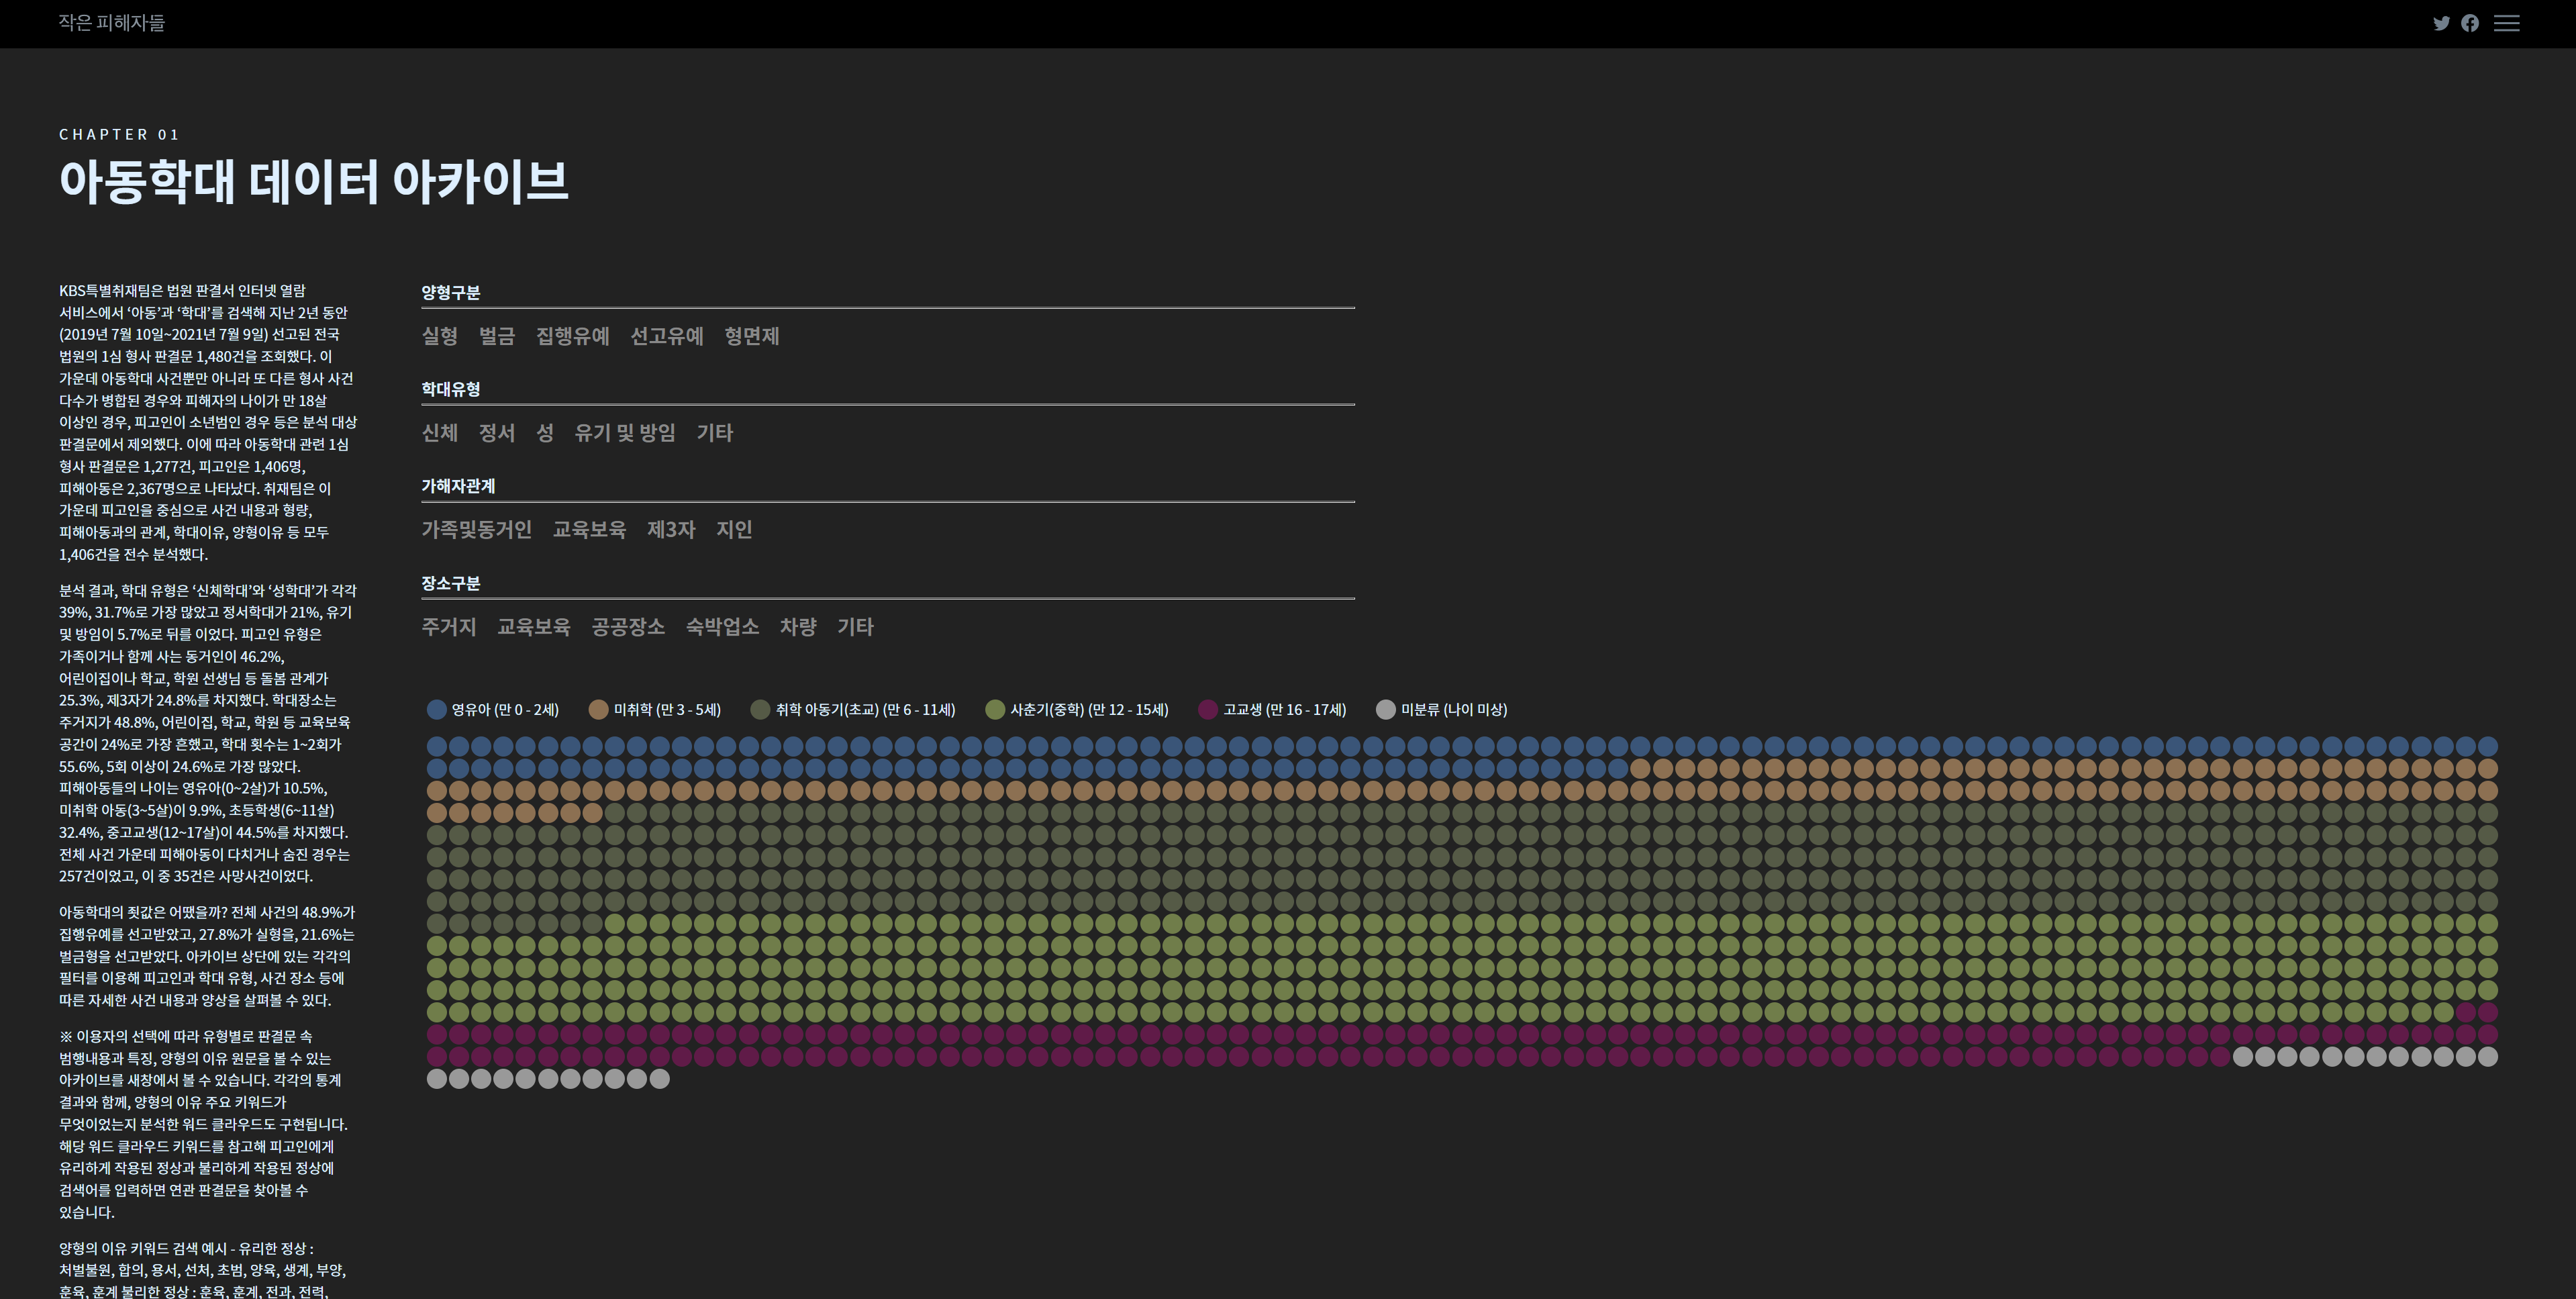 작은 피해자들
CHAPTER 01
아동학대 데이터 아카이브
KBS특별취재팀은 법원 판결서 인터넷 열람
서비스에서 ‘아동’과 ‘학대’를 검색해 지난 2년 동안
(2019년 7월 10일~2021년 7월 9일) 선고된 전국
법원의 1심 형사 판결문 1,480건을 조회했다. 이
가운데 아동학대 사건뿐만 아니라 또 다른 형사 사건
다수가 병합된 경우와 피해자의 나이가 만 18살
이상인 경우, 피고인이 소년범인 경우 등은 분석 대상
판결문에서 제외했다. 이에 따라 아동학대 관련 1심
형사 판결문은 1,277건, 피고인은 1,406명,
피해아동은 2,367명으로 나타났다. 취재팀은 이
가운데 피고인을 중심으로 사건 내용과 형량,
피해아동과의 관계, 학대이유, 양형이유 등 모두
1,406건을 전수 분석했다.
분석 결과, 학대 유형은 ‘신체학대’와 ‘성학대’가 각각
39%, 31.7%로 가장 많았고 정서학대가 21%, 유기
및 방임이 5.7%로 뒤를 이었다. 피고인 유형은
가족이거나 함께 사는 동거인이 46.2%,
어린이집이나 학교, 학원 선생님 등 돌봄 관계가
25.3%, 제3자가 24.8%를 차지했다. 학대장소는
주거지가 48.8%, 어린이집, 학교, 학원 등 교육보육
공간이 24%로 가장 흔했고, 학대 횟수는 1~2회가
55.6%, 5회 이상이 24.6%로 가장 많았다.
피해아동들의 나이는 영유아(0~2살)가 10.5%,
미취학 아동(3~5살)이 9.9%, 초등학생(6~11살)
32.4%, 중고교생(12~17살)이 44.5%를 차지했다.
전체 사건 가운데 피해아동이 다치거나 숨진 경우는
257건이었고, 이 중 35건은 사망사건이었다.
아동학대의 죗값은 어땠을까? 전체 사건의 48.9%가
집행유예를 선고받았고, 27.8%가 실형을, 21.6%는
벌금형을 선고받았다. 아카이브 상단에 있는 각각의
필터를 이용해 피고인과 학대 유형, 사건 장소 등에
따른 자세한 사건 내용과 양상을 살펴볼 수 있다.
※ 이용자의 선택에 따라 유형별로 판결문 속
범행내용과 특징, 양형의 이유 원문을 볼 수 있는
아카이브를 새창에서 볼 수 있습니다. 각각의 통계
결과와 함께, 양형의 이유 주요 키워드가
무엇이었는지 분석한 워드 클라우드도 구현됩니다.
해당 워드 클라우드 키워드를 참고해 피고인에게
유리하게 작용된 정상과 불리하게 작용된 정상에
검색어를 입력하면 연관 판결문을 찾아볼 수
있습니다.
양형의 이유 키워드 검색 예시 - 유리한 정상 :
처벌불원, 합의, 용서, 선처, 초범, 양육, 생계, 부양,
훈육, 훈계 불리한 정상 : 훈육, 훈계, 전과, 전력,
양형구분
실형 벌금 집행유예 선고유예 형면제
학대유형
신체 정서 성 유기 및 방임 기타
가해자관계
가족및동거인 교육보육 제3자 지인
장소구분
주거지 교육보육 공공장소 숙박업소 차량 기타
영유아 (만 0 - 2세) 미취학 (만 3 - 5세) 취학 아동기(초교) (만 6 - 11세) 사춘기(중학) (만 12 - 15세) 고교생 (만 16 - 17세) 미분류 (나이 미상)